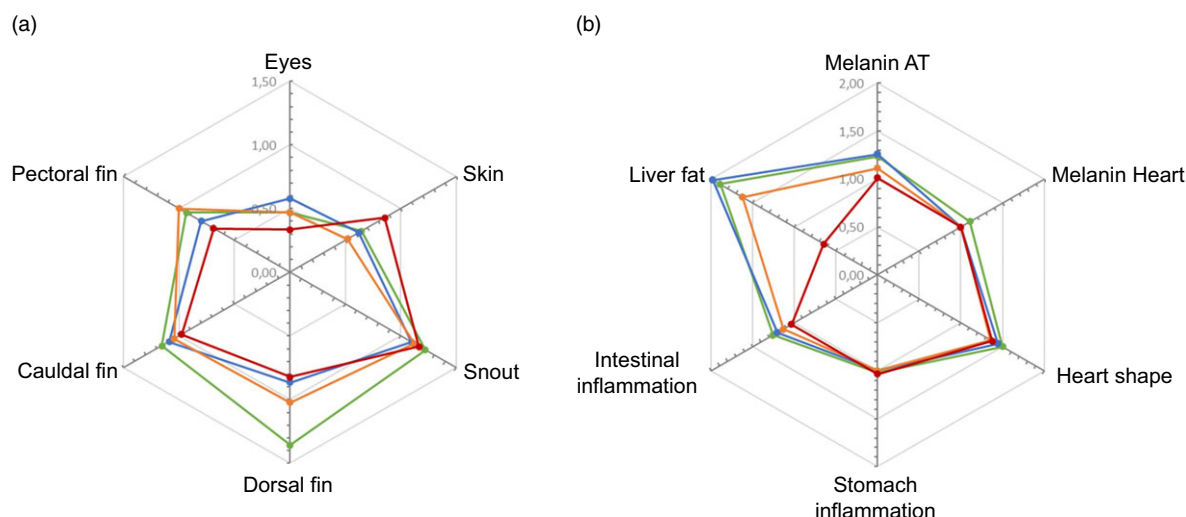 (a)
(b)
Eyes
1,50
1,00
0,50
0,00
Pectoral fin
Skin
Cauldal fin
Snout
Dorsal fin
Melanin AT
2,00
1,50
1,00
0,50
0,00
Liver fat
Melanin Heart
Intestinal
inflammation
Heart shape
Stomach
inflammation